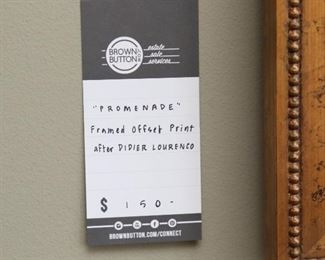 BROWN
BUTTON
estate
sale
services
"PROMENADE"
Framed Offset Print
after DIDIER LOURENCO
$ 150-
BROWNBUTTON.COM/CONNECT